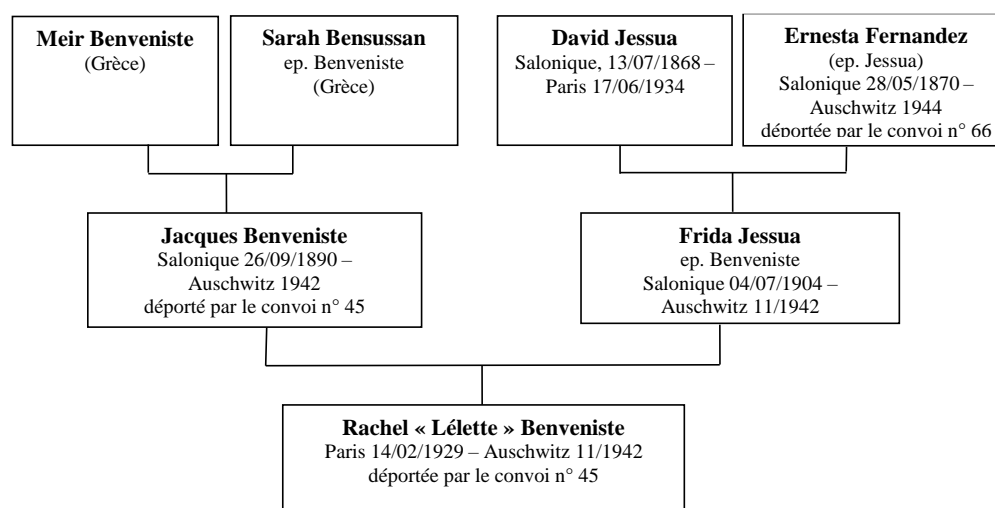 Meir Benveniste
(Grèce)
Sarah Bensussan
ep. Benveniste
(Grèce)
David Jessua
Salonique, 13/07/1868 –
Paris 17/06/1934
Ernesta Fernandez
(ep. Jessua)
Salonique 28/05/1870 –
Auschwitz 1944
déportée par le convoi n° 66
Jacques Benveniste
Salonique 26/09/1890 –
Auschwitz 1942
déporté par le convoi n° 45
Frida Jessua
ep. Benveniste
Salonique 04/07/1904 –
Auschwitz 11/1942
Rachel « Lélette » Benveniste
Paris 14/02/1929 – Auschwitz 11/1942
déportée par le convoi n° 45